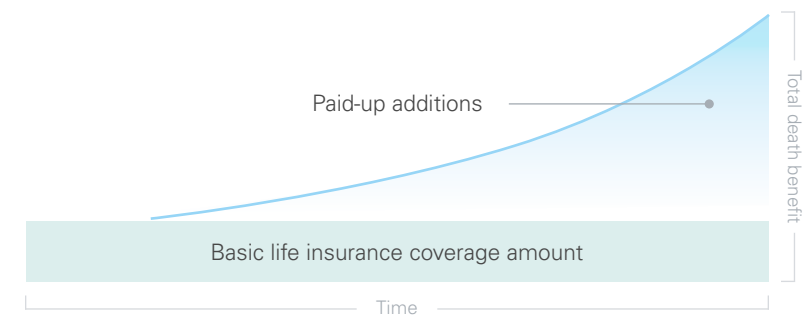 Paid-up additions
Total death benefit
Basic life insurance coverage amount
Time